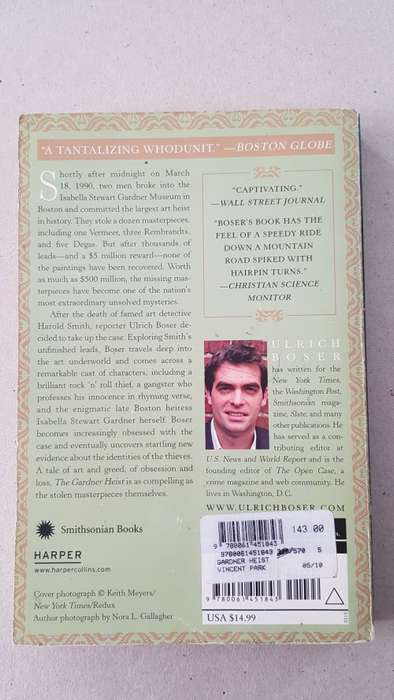 "A TANTALIZING WHODUNIT." —BOSTON GLOBE
Shortly after midnight on March
18, 1990, two men broke into the
Isabella Stewart Gardner Museum in
Boston and committed the largest art heist
in history. They stole a dozen masterpieces,
including one Vermeer, three Rembrandts,
and five Degas. But after thousands of
leads—and a $5 million reward—none of
the paintings have been recovered. Worth
as much as $500 million, the missing mas-
terpieces have become one of the nation's
most extraordinary unsolved mysteries.
After the death of famed art detective
Harold Smith, reporter Ulrich Boser de-
cided to take up the case. Exploring Smith's
unfinished leads, Boser travels deep into
the art underworld and comes across a
remarkable cast of characters, including a
brilliant rock 'n' roll thief, a gangster who
professes his innocence in rhyming verse,
and the enigmatic late Boston heiress
Isabella Stewart Gardner herself. Boser
becomes increasingly obsessed with the
case and eventually uncovers startling new
evidence about the identities of the thieves.
A tale of art and greed, of obsession and
loss, The Gardner Heist is as compelling as
the stolen masterpieces themselves.
"CAPTIVATING."
—WALL STREET JOURNAL
"BOSER'S BOOK HAS THE
FEEL OF A SPEEDY RIDE
DOWN A MOUNTAIN
ROAD SPIKED WITH
HAIRPIN TURNS."
—CHRISTIAN SCIENCE
MONITOR
ULRICH
BOSER
has written for the
New York Times,
the Washington Post,
Smithsonian maga-
zine, Slate, and many
other publications. He
has served as a con-
tributing editor at
U.S. News and World Report and is the
founding editor of The Open Case, a
crime magazine and web community. He
lives in Washington, D.C.
WWW.ULRICHBOSER.COM
Smithsonian Books
HARPER
www.harpercollins.com
Cover photograph © Keith Meyers/
New York Times/Redux
Author photograph by Nora L. Gallagher
143.00
9 780061 451843
9780061451843 /570 S
GARDNER HEIST 05/10
VINCENT PARK
9 780061 451843
USA $14.99